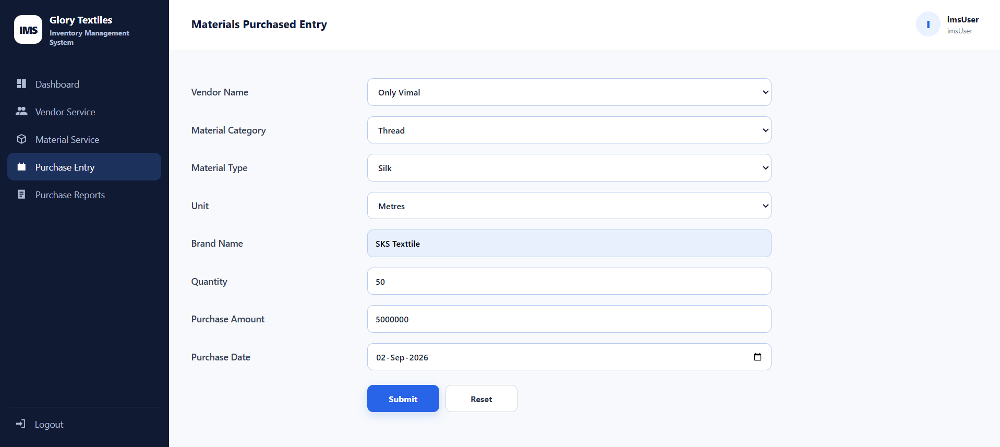 IMS
Glory Textiles
Inventory Management
System
Dashboard
Vendor Service
Material Service
Purchase Entry
Purchase Reports
Logout
Materials Purchased Entry
I
imsUser
imsUser
Vendor Name
Only Vimal
Material Category
Thread
Material Type
Silk
Unit
Metres
Brand Name
SKS Texttile
Quantity
50
Purchase Amount
5000000
Purchase Date
02-Sep-2026
Submit
Reset